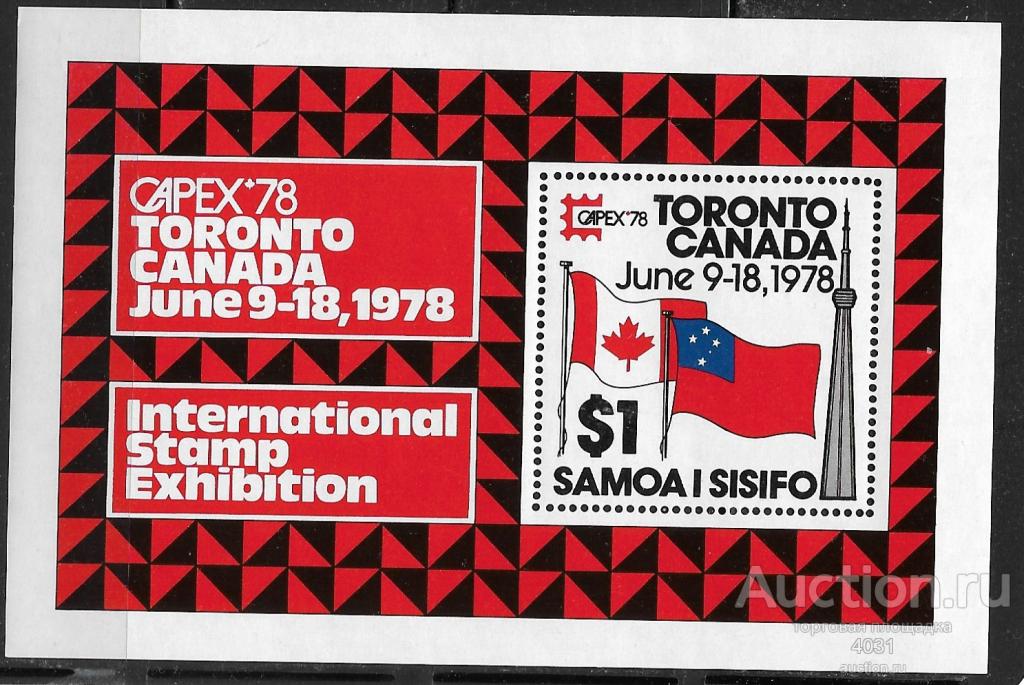 CAPEX'78
TORONTO
CANADA
June 9-18, 1978
International
Stamp
Exhibition
CAPEX'78
TORONTO
CANADA
June 9-18, 1978
$1
SAMOA I SISIFO
Auction.ru
торговая площадка
4031
auction.ru